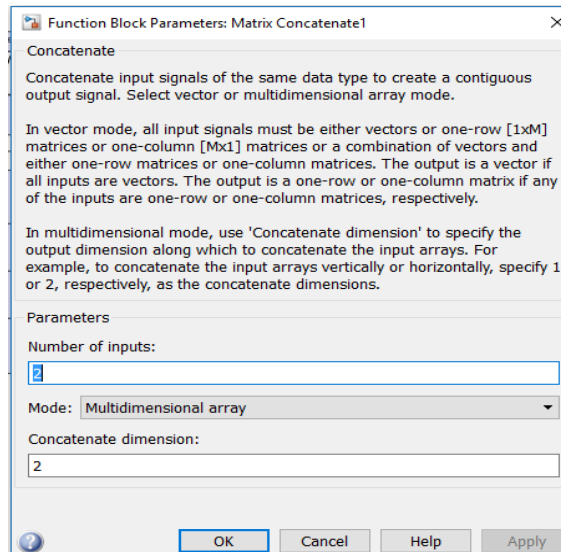 Function Block Parameters: Matrix Concatenate1
Concatenate
Concatenate input signals of the same data type to create a contiguous
output signal. Select vector or multidimensional array mode.
In vector mode, all input signals must be either vectors or one-row [1xM]
matrices or one-column [Mx1] matrices or a combination of vectors and
either one-row matrices or one-column matrices. The output is a vector if
all inputs are vectors. The output is a one-row or one-column matrix if any
of the inputs are one-row or one-column matrices, respectively.
In multidimensional mode, use 'Concatenate dimension' to specify the
output dimension along which to concatenate the input arrays. For
example, to concatenate the input arrays vertically or horizontally, specify 1
or 2, respectively, as the concatenate dimensions.
Parameters
Number of inputs:
2
Mode: Multidimensional array
Concatenate dimension:
2
OK Cancel Help Apply